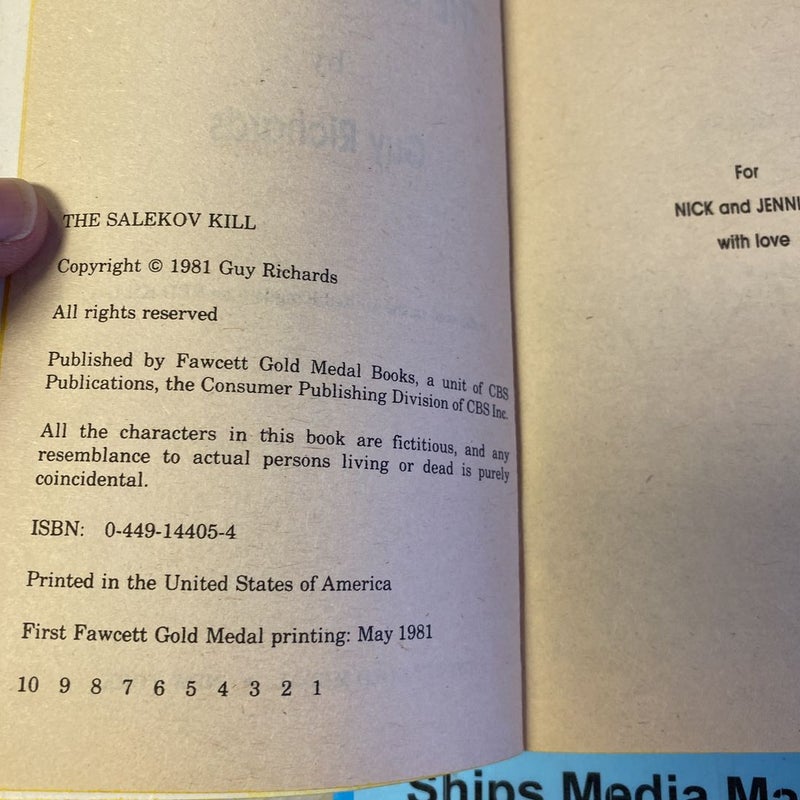 THE SALEKOV KILL
Copyright © 1981 Guy Richards
All rights reserved
Published by Fawcett Gold Medal Books, a unit of CBS
Publications, the Consumer Publishing Division of CBS Inc.
All the characters in this book are fictitious, and any
resemblance to actual persons living or dead is purely
coincidental.
ISBN: 0-449-14405-4
Printed in the United States of America
First Fawcett Gold Medal printing: May 1981
10 9 8 7 6 5 4 3 2 1
For
NICK and JENNI
with love
Ships Media Ma